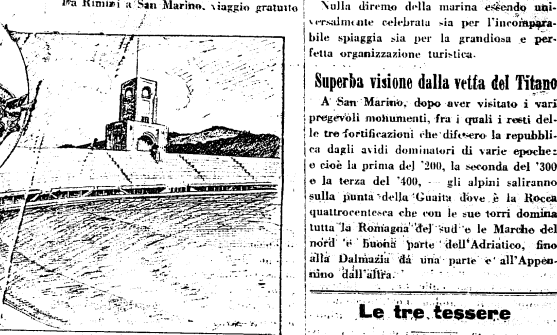 Da Rimini a San Marino, viaggio gratuito
Nulla diremo della marina essendo uni-
versalmente celebrata sia per l'incompara-
bile spiaggia sia per la grandiosa e per-
fetta organizzazione turistica.
Superba visione dalla vetta del Titano
A San Marino, dopo aver visitato i vari
pregevoli monumenti, fra i quali i resti del-
le tre fortificazioni che difesero la repubbli-
ca dagli avidi dominatori di varie epoche:
e cioè la prima del '200, la seconda del '300
e la terza del '400, — gli alpini saliranno
sulla punta della Guaita dove è la Rocca
quattrocentesca che con le sue torri domina
tutta la Romagna del sud e le Marche del
nord e buona parte dell'Adriatico, fino
alla Dalmazia da una parte e all'Appen-
nino dall'altra.
Le tre tessere